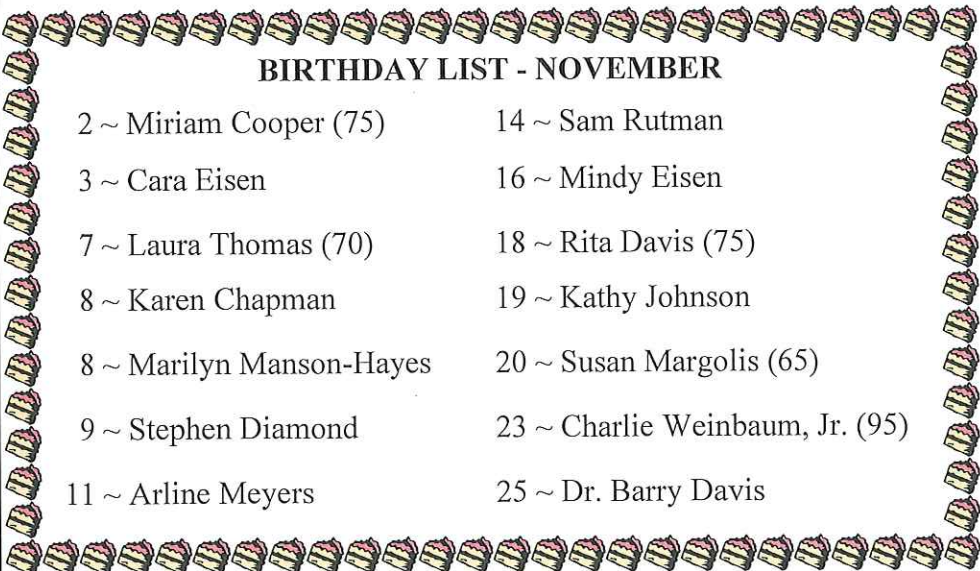 BIRTHDAY LIST - NOVEMBER
2 ~ Miriam Cooper (75)
3 ~ Cara Eisen
7 ~ Laura Thomas (70)
8 ~ Karen Chapman
8 ~ Marilyn Manson-Hayes
9 ~ Stephen Diamond
11 ~ Arline Meyers
14 ~ Sam Rutman
16 ~ Mindy Eisen
18 ~ Rita Davis (75)
19 ~ Kathy Johnson
20 ~ Susan Margolis (65)
23 ~ Charlie Weinbaum, Jr. (95)
25 ~ Dr. Barry Davis